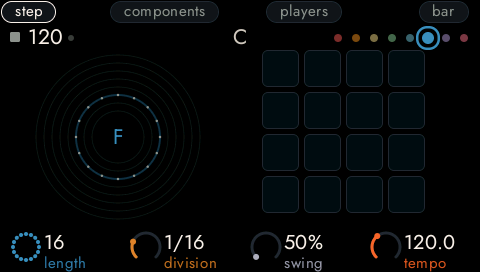 step components players bar
120 C
F
16 1/16 50% 120.0
length division swing tempo